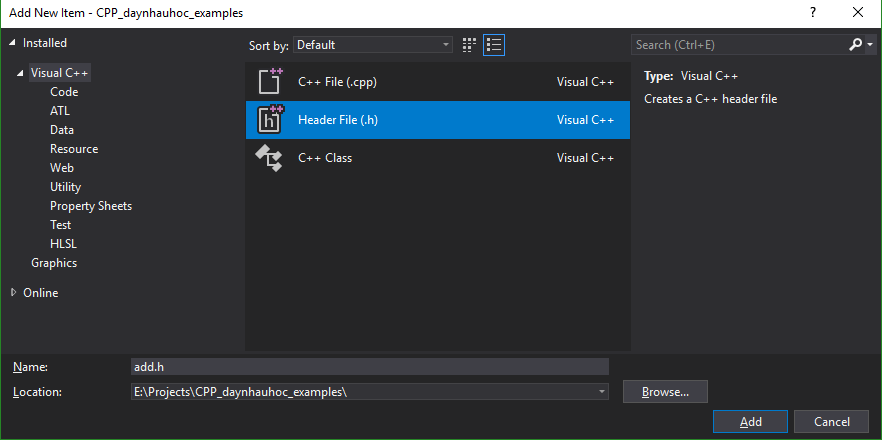 Add New Item - CPP_daynhauhoc_examples
?
Installed
Sort by: Default
Search (Ctrl+E)
Visual C++
Code
ATL
Data
Resource
Web
Utility
Property Sheets
Test
HLSL
Graphics
Online
C++ File (.cpp) Visual C++
Header File (.h) Visual C++
C++ Class Visual C++
Type: Visual C++
Creates a C++ header file
Name: add.h
Location: E:\Projects\CPP_daynhauhoc_examples\
Browse...
Add Cancel